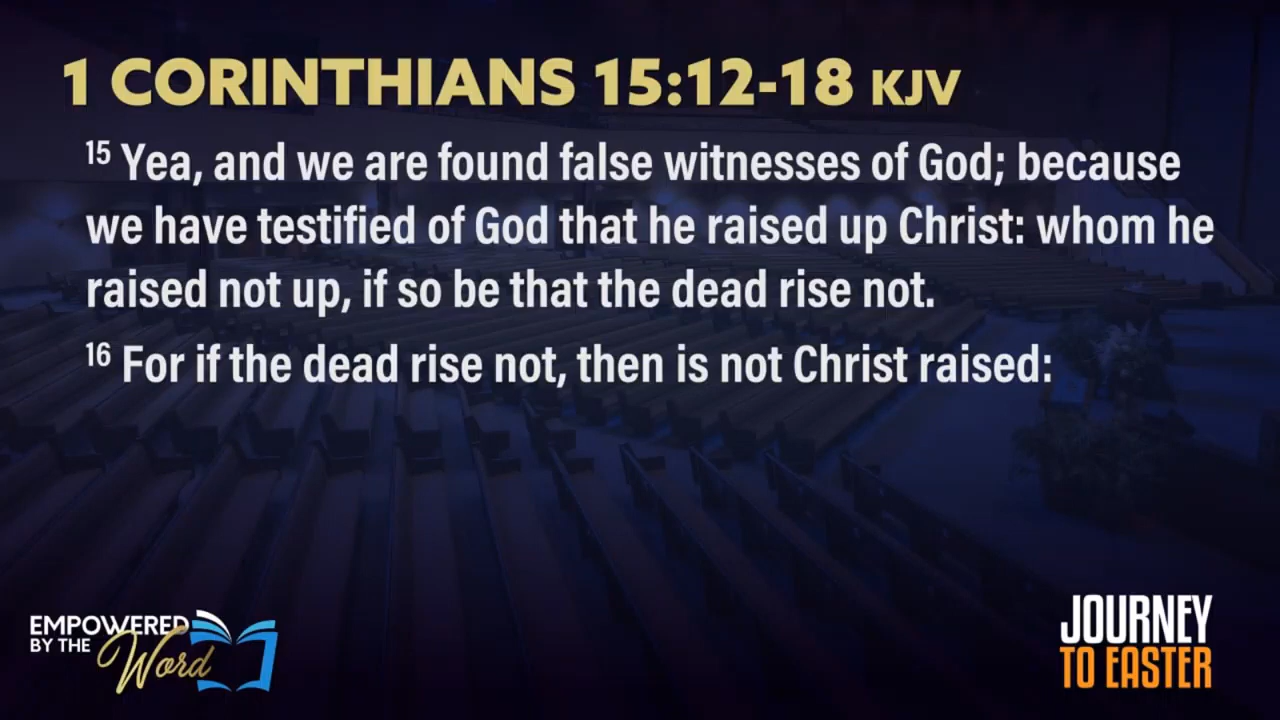 1 CORINTHIANS 15:12-18 KJV
15 Yea, and we are found false witnesses of God; because
we have testified of God that he raised up Christ: whom he
raised not up, if so be that the dead rise not.
16 For if the dead rise not, then is not Christ raised:
EMPOWERED
BY THE
Word
JOURNEY
TO EASTER